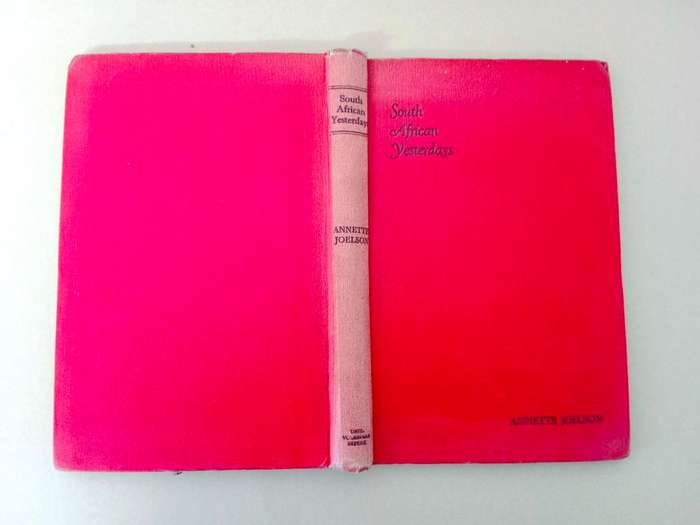 South
African
Yesterdays
ANNETTE
JOELSON
South
African
Yesterdays
ANNETTE JOELSON